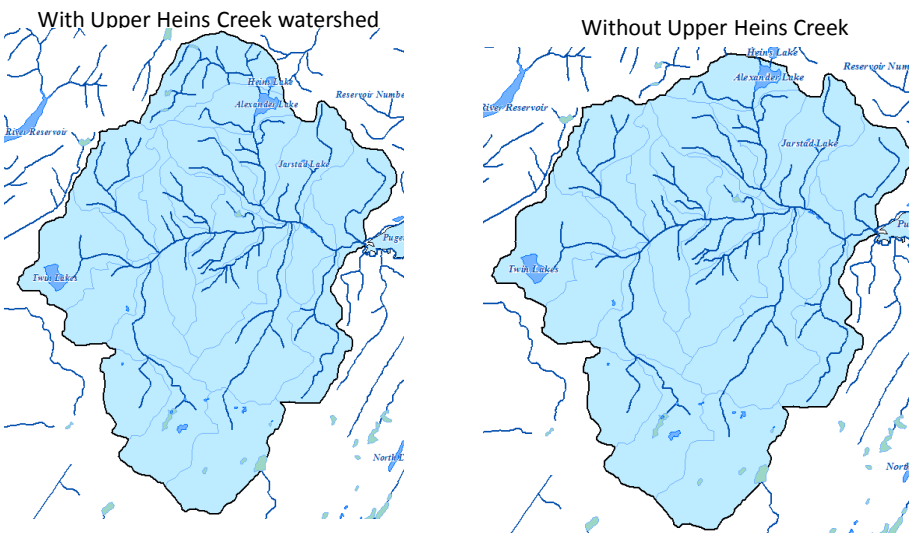 With Upper Heins Creek watershed
Heins Lake
Alexander Lake
Reservoir Numbe
River Reservoir
Jarstad Lake
Puge
Twin Lakes
North L
Without Upper Heins Creek
Heins Lake
Alexander Lake
Reservoir Num
River Reservoir
Jarstad Lake
Pu
Twin Lakes
North